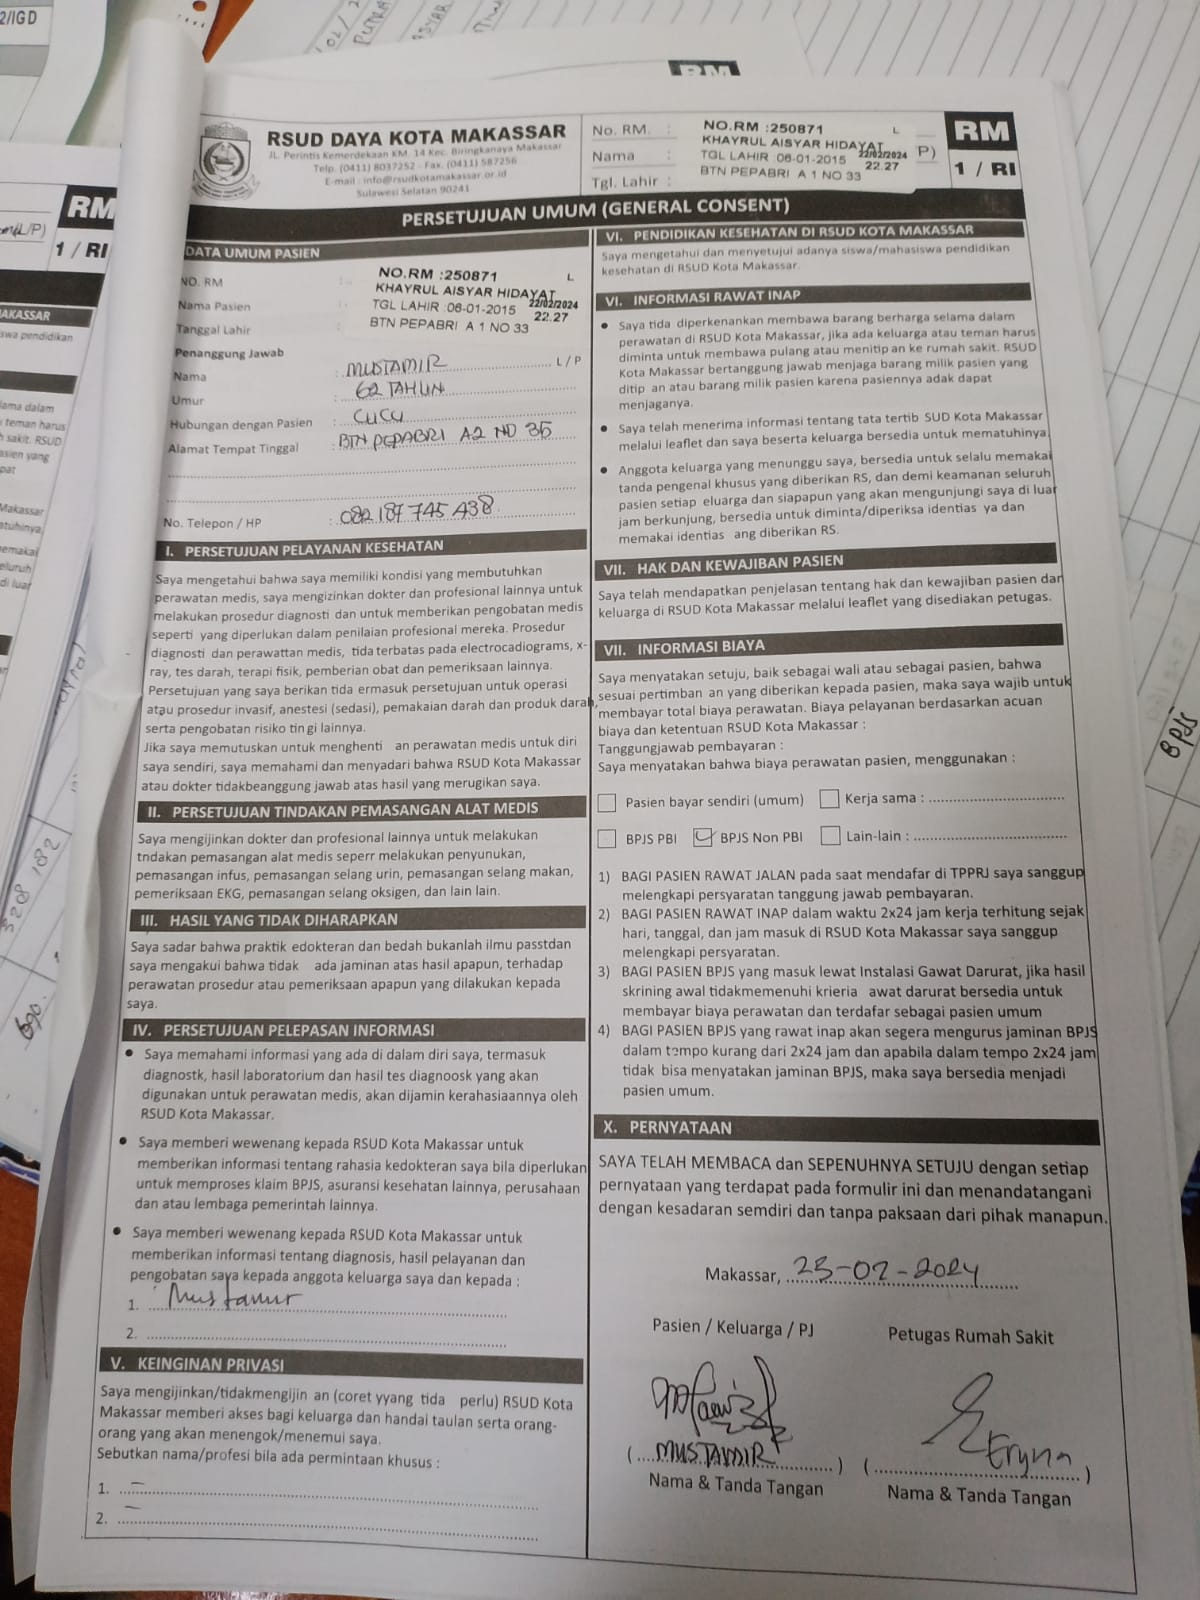 2/IGD
RM
RSUD DAYA KOTA MAKASSAR
JL. Perintis Kemerdekaan KM. 14 Kec. Biringkanaya Makassar
Telp. (0411) 8037252 - Fax. (0411) 587256
E-mail : info@rsudkotamakassar.or.id
Sulawesi Selatan 90241
No. RM. :
Nama :
Tgl. Lahir :
NO.RM :250871 L
KHAYRUL AISYAR HIDAYAT
TGL LAHIR :06-01-2015 22/02/2024
BTN PEPABRI A 1 NO 33 22.27
P)
RM
1 / RI
PERSETUJUAN UMUM (GENERAL CONSENT)
DATA UMUM PASIEN
NO. RM :
Nama Pasien :
Tanggal Lahir :
NO.RM :250871 L
KHAYRUL AISYAR HIDAYAT
TGL LAHIR :06-01-2015 22/02/2024
BTN PEPABRI A 1 NO 33 22.27
Penanggung Jawab
Nama : MUSTAMIR L / P
Umur : 62 TAHUN
Hubungan dengan Pasien : CUCU
Alamat Tempat Tinggal : BTN PEPABRI A2 NO 35
No. Telepon / HP : 082 187 745 438
I. PERSETUJUAN PELAYANAN KESEHATAN
Saya mengetahui bahwa saya memiliki kondisi yang membutuhkan
perawatan medis, saya mengizinkan dokter dan profesional lainnya untuk
melakukan prosedur diagnosti dan untuk memberikan pengobatan medis
seperti yang diperlukan dalam penilaian profesional mereka. Prosedur
diagnosti dan perawattan medis, tida terbatas pada electrocadiograms, x-
ray, tes darah, terapi fisik, pemberian obat dan pemeriksaan lainnya.
Persetujuan yang saya berikan tida ermasuk persetujuan untuk operasi
atau prosedur invasif, anestesi (sedasi), pemakaian darah dan produk darah,
serta pengobatan risiko tin gi lainnya.
Jika saya memutuskan untuk menghenti an perawatan medis untuk diri
saya sendiri, saya memahami dan menyadari bahwa RSUD Kota Makassar
atau dokter tidakbeanggung jawab atas hasil yang merugikan saya.
II. PERSETUJUAN TINDAKAN PEMASANGAN ALAT MEDIS
Saya mengijinkan dokter dan profesional lainnya untuk melakukan
tndakan pemasangan alat medis seperr melakukan penyunukan,
pemasangan infus, pemasangan selang urin, pemasangan selang makan,
pemeriksaan EKG, pemasangan selang oksigen, dan lain lain.
III. HASIL YANG TIDAK DIHARAPKAN
Saya sadar bahwa praktik edokteran dan bedah bukanlah ilmu passtdan
saya mengakui bahwa tidak ada jaminan atas hasil apapun, terhadap
perawatan prosedur atau pemeriksaan apapun yang dilakukan kepada
saya.
IV. PERSETUJUAN PELEPASAN INFORMASI
• Saya memahami informasi yang ada di dalam diri saya, termasuk
diagnostk, hasil laboratorium dan hasil tes diagnoosk yang akan
digunakan untuk perawatan medis, akan dijamin kerahasiaannya oleh
RSUD Kota Makassar.
• Saya memberi wewenang kepada RSUD Kota Makassar untuk
memberikan informasi tentang rahasia kedokteran saya bila diperlukan
untuk memproses klaim BPJS, asuransi kesehatan lainnya, perusahaan
dan atau lembaga pemerintah lainnya.
• Saya memberi wewenang kepada RSUD Kota Makassar untuk
memberikan informasi tentang diagnosis, hasil pelayanan dan
pengobatan saya kepada anggota keluarga saya dan kepada :
1. Mustamir
2.
V. KEINGINAN PRIVASI
Saya mengijinkan/tidakmengijin an (coret yyang tida perlu) RSUD Kota
Makassar memberi akses bagi keluarga dan handai taulan serta orang-
orang yang akan menengok/menemui saya.
Sebutkan nama/profesi bila ada permintaan khusus :
1. –
2. –
VI. PENDIDIKAN KESEHATAN DI RSUD KOTA MAKASSAR
Saya mengetahui dan menyetujui adanya siswa/mahasiswa pendidikan
kesehatan di RSUD Kota Makassar.
VI. INFORMASI RAWAT INAP
• Saya tida diperkenankan membawa barang berharga selama dalam
perawatan di RSUD Kota Makassar, jika ada keluarga atau teman harus
diminta untuk membawa pulang atau menitip an ke rumah sakit. RSUD
Kota Makassar bertanggung jawab menjaga barang milik pasien yang
ditip an atau barang milik pasien karena pasiennya adak dapat
menjaganya.
• Saya telah menerima informasi tentang tata tertib SUD Kota Makassar
melalui leaflet dan saya beserta keluarga bersedia untuk mematuhinya.
• Anggota keluarga yang menunggu saya, bersedia untuk selalu memakai
tanda pengenal khusus yang diberikan RS, dan demi keamanan seluruh
pasien setiap eluarga dan siapapun yang akan mengunjungi saya di luar
jam berkunjung, bersedia untuk diminta/diperiksa identias ya dan
memakai identias ang diberikan RS.
VII. HAK DAN KEWAJIBAN PASIEN
Saya telah mendapatkan penjelasan tentang hak dan kewajiban pasien dan
keluarga di RSUD Kota Makassar melalui leaflet yang disediakan petugas.
VII. INFORMASI BIAYA
Saya menyatakan setuju, baik sebagai wali atau sebagai pasien, bahwa
sesuai pertimban an yang diberikan kepada pasien, maka saya wajib untuk
membayar total biaya perawatan. Biaya pelayanan berdasarkan acuan
biaya dan ketentuan RSUD Kota Makassar :
Tanggungjawab pembayaran :
Saya menyatakan bahwa biaya perawatan pasien, menggunakan :
Pasien bayar sendiri (umum) Kerja sama :
BPJS PBI BPJS Non PBI Lain-lain :
1) BAGI PASIEN RAWAT JALAN pada saat mendafar di TPPRJ saya sanggup
melengkapi persyaratan tanggung jawab pembayaran.
2) BAGI PASIEN RAWAT INAP dalam waktu 2x24 jam kerja terhitung sejak
hari, tanggal, dan jam masuk di RSUD Kota Makassar saya sanggup
melengkapi persyaratan.
3) BAGI PASIEN BPJS yang masuk lewat Instalasi Gawat Darurat, jika hasil
skrining awal tidakmemenuhi krieria awat darurat bersedia untuk
membayar biaya perawatan dan terdafar sebagai pasien umum
4) BAGI PASIEN BPJS yang rawat inap akan segera mengurus jaminan BPJS
dalam tempo kurang dari 2x24 jam dan apabila dalam tempo 2x24 jam
tidak bisa menyatakan jaminan BPJS, maka saya bersedia menjadi
pasien umum.
X. PERNYATAAN
SAYA TELAH MEMBACA dan SEPENUHNYA SETUJU dengan setiap
pernyataan yang terdapat pada formulir ini dan menandatangani
dengan kesadaran semdiri dan tanpa paksaan dari pihak manapun.
Makassar, 23-02-2024
Pasien / Keluarga / PJ Petugas Rumah Sakit
(MUSTAMIR) (Eryna)
Nama & Tanda Tangan Nama & Tanda Tangan
RM
L/P)
1 / RI
BPJS